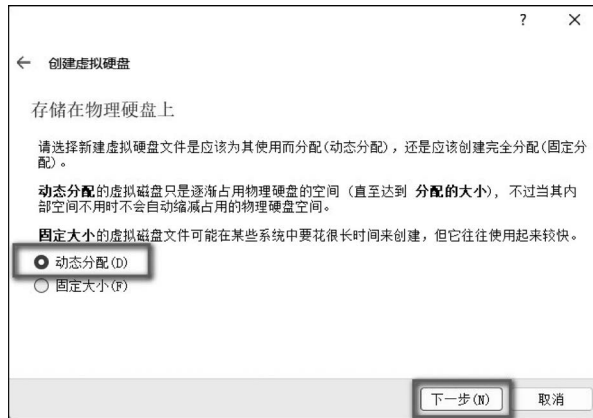 ?
创建虚拟硬盘
存储在物理硬盘上
请选择新建虚拟硬盘文件是应该为其使用而分配(动态分配)，还是应该创建完全分配(固定分
配)。
动态分配的虚拟磁盘只是逐渐占用物理硬盘的空间（直至达到 分配的大小），不过当其内
部空间不用时不会自动缩减占用的物理硬盘空间。
固定大小的虚拟磁盘文件可能在某些系统中要花很长时间来创建，但它往往使用起来较快。
动态分配(D)
固定大小(F)
下一步(N) 取消